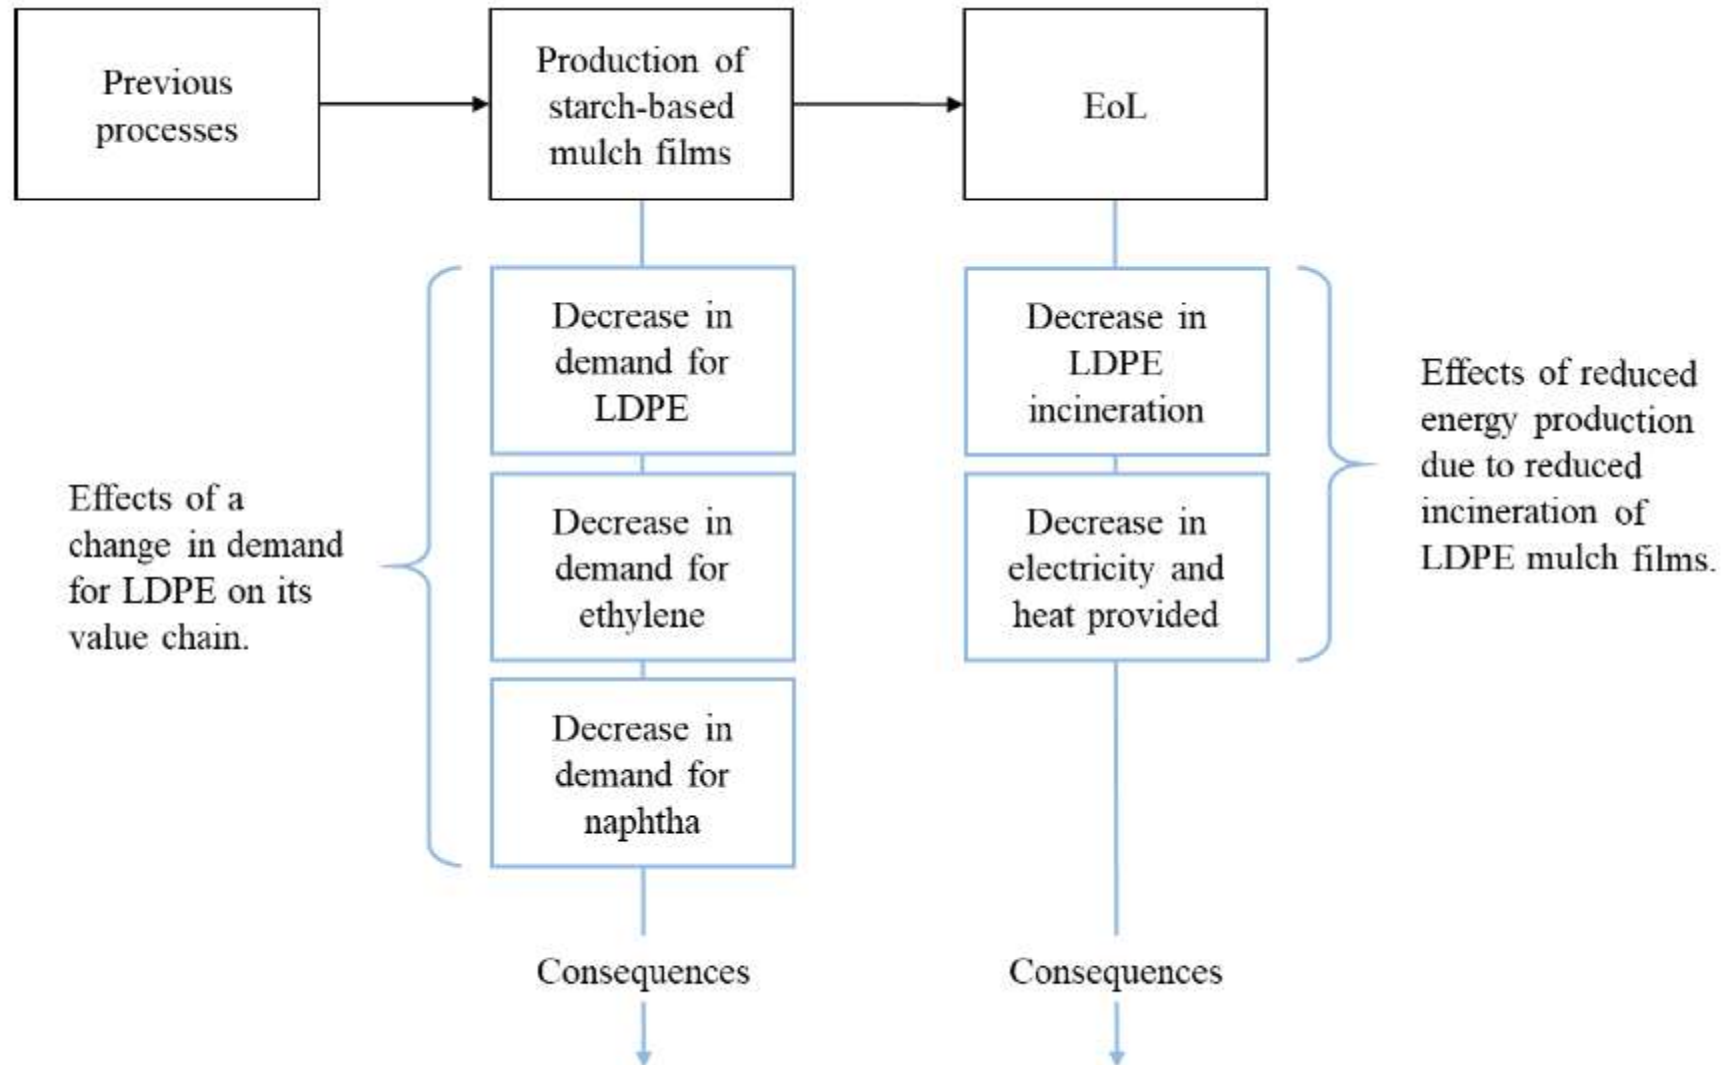 Previous
processes
Production of
starch-based
mulch films
EoL
Decrease in
demand for
LDPE
Decrease in
demand for
ethylene
Decrease in
demand for
naphtha
Effects of a
change in demand
for LDPE on its
value chain.
Consequences
Decrease in
LDPE
incineration
Decrease in
electricity and
heat provided
Effects of reduced
energy production
due to reduced
incineration of
LDPE mulch films.
Consequences